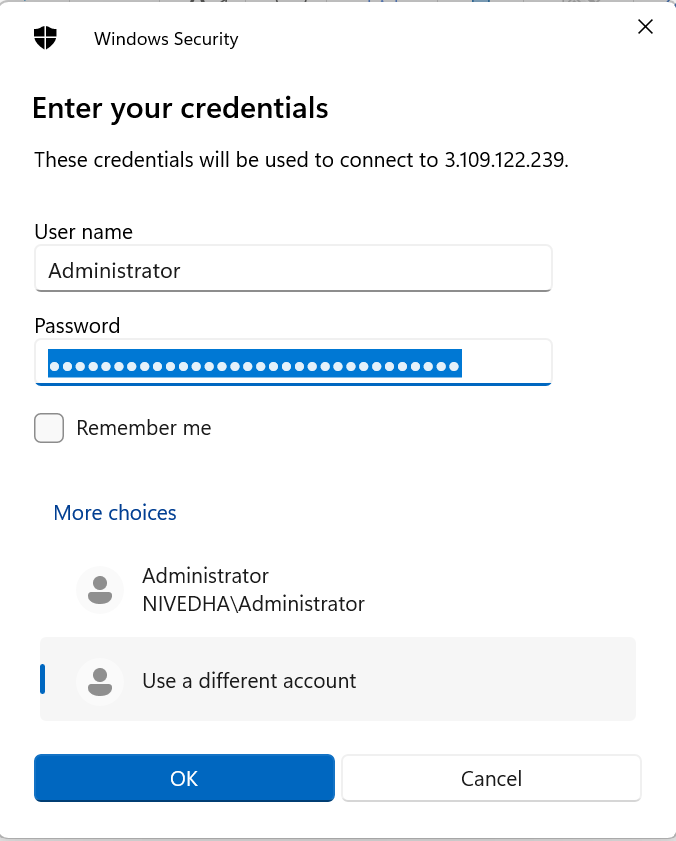 Windows Security
Enter your credentials
These credentials will be used to connect to 3.109.122.239.
User name
Administrator
Password
Remember me
More choices
Administrator
NIVEDHA\Administrator
Use a different account
OK
Cancel